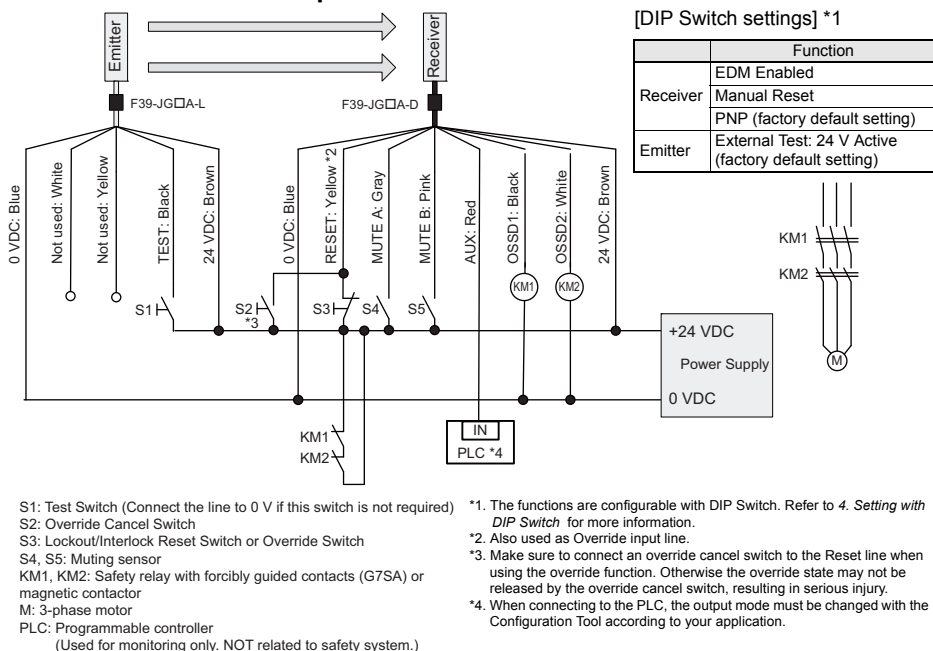 [DIP Switch settings] *1
Function
Receiver
EDM Enabled
Manual Reset
PNP (factory default setting)
Emitter
External Test: 24 V Active
(factory default setting)
Emitter
Receiver
F39-JG□A-L
F39-JG□A-D
0 VDC: Blue
Not used: White
Not used: Yellow
TEST: Black
24 VDC: Brown
0 VDC: Blue
RESET: Yellow *2
MUTE A: Gray
MUTE B: Pink
AUX: Red
OSSD1: Black
OSSD2: White
24 VDC: Brown
KM1
KM2
KM1
KM2
M
S1
S2
*3
S3
S4
S5
+24 VDC
Power Supply
0 VDC
KM1
KM2
IN
PLC *4
S1: Test Switch (Connect the line to 0 V if this switch is not required)
S2: Override Cancel Switch
S3: Lockout/Interlock Reset Switch or Override Switch
S4, S5: Muting sensor
KM1, KM2: Safety relay with forcibly guided contacts (G7SA) or
magnetic contactor
M: 3-phase motor
PLC: Programmable controller
(Used for monitoring only. NOT related to safety system.)
*1. The functions are configurable with DIP Switch. Refer to 4. Setting with
DIP Switch for more information.
*2. Also used as Override input line.
*3. Make sure to connect an override cancel switch to the Reset line when
using the override function. Otherwise the override state may not be
released by the override cancel switch, resulting in serious injury.
*4. When connecting to the PLC, the output mode must be changed with the
Configuration Tool according to your application.